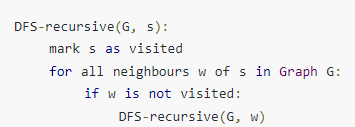 DFS-recursive(G, s):
mark s as visited
for all neighbours w of s in Graph G:
if w is not visited:
DFS-recursive(G, w)